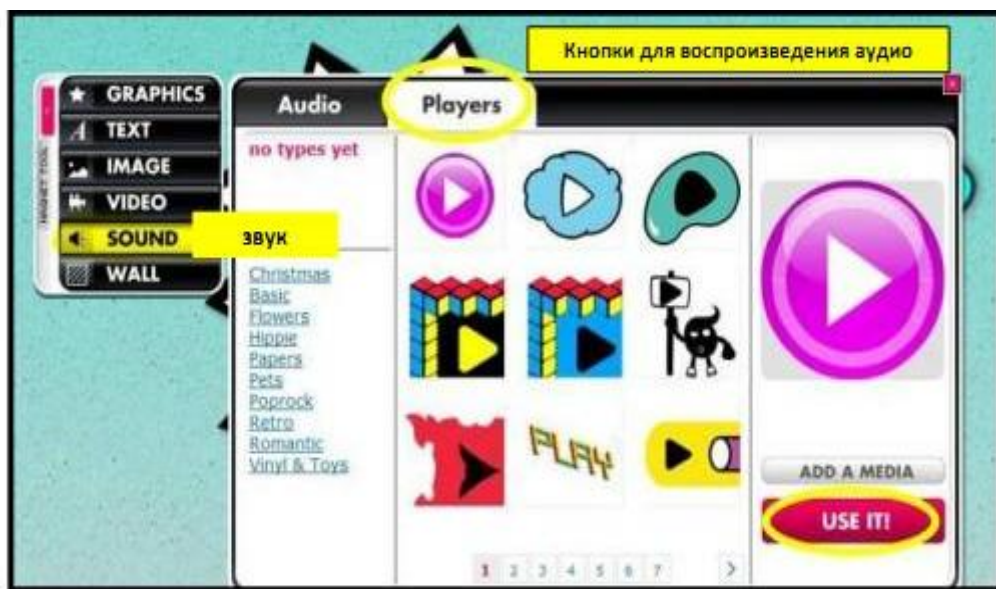 Кнопки для воспроизведения аудио
GRAPHICS
TEXT
IMAGE
VIDEO
SOUND
WALL
звук
Audio
Players
no types yet
Christmas
Basic
Flowers
Hippie
Papers
Pets
Poprock
Retro
Romantic
Vinyl & Toys
PLAY
ADD A MEDIA
USE IT!
1 2 3 4 5 6 7 >